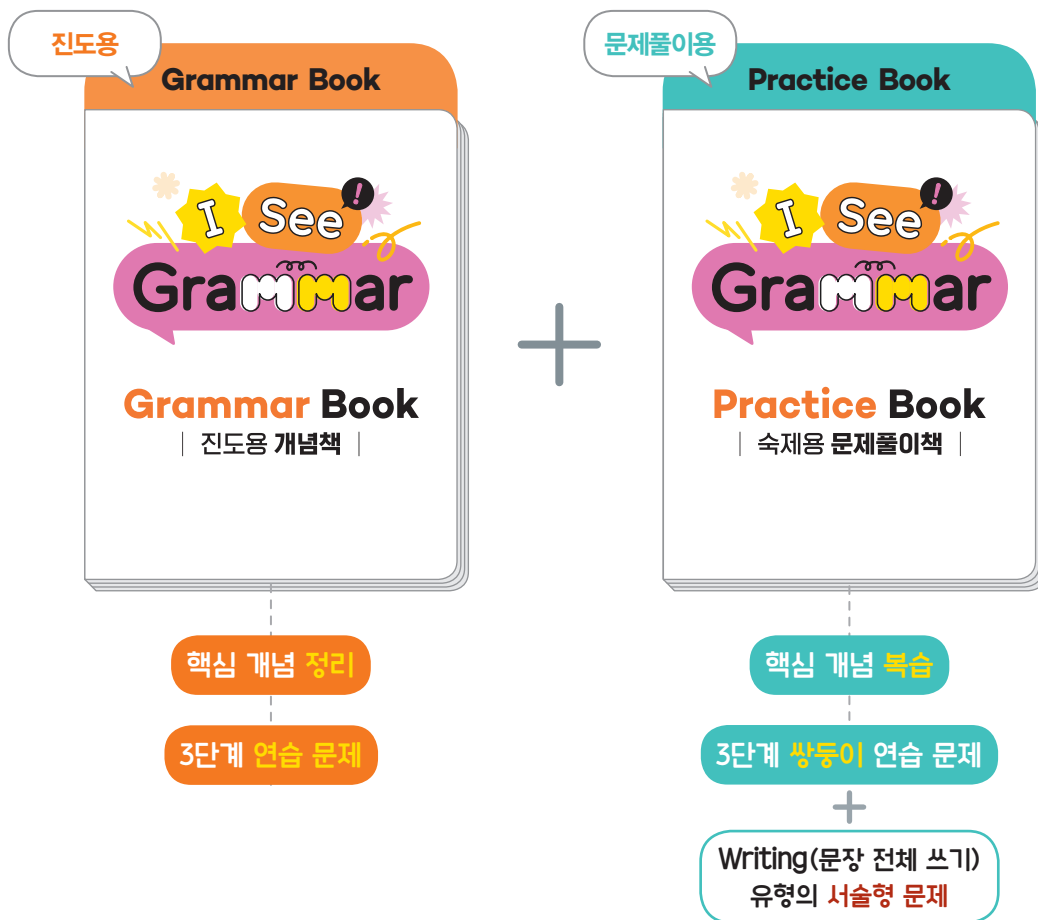 진도용
Grammar Book
I See!
Grammar
Grammar Book
| 진도용 개념책 |
핵심 개념 정리
3단계 연습 문제
+
문제풀이용
Practice Book
I See!
Grammar
Practice Book
| 숙제용 문제풀이책 |
핵심 개념 복습
3단계 쌍둥이 연습 문제
+
Writing(문장 전체 쓰기)
유형의 서술형 문제